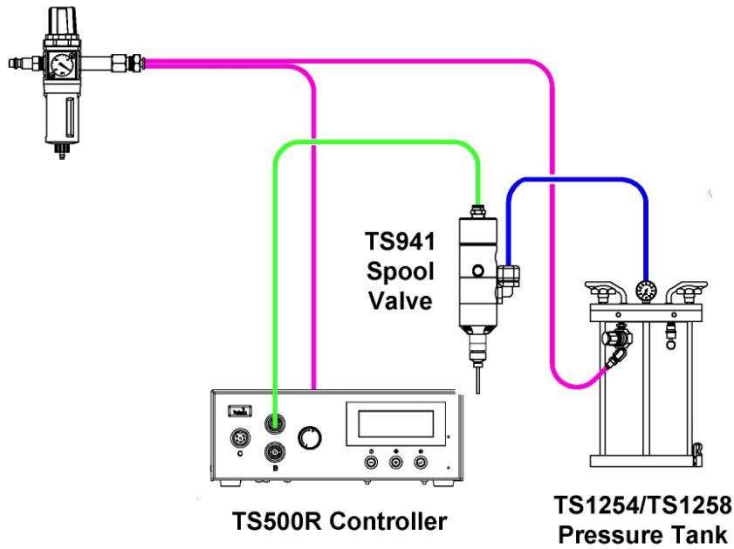 TS941
Spool
Valve
C
B
TS500R Controller
TS1254/TS1258
Pressure Tank